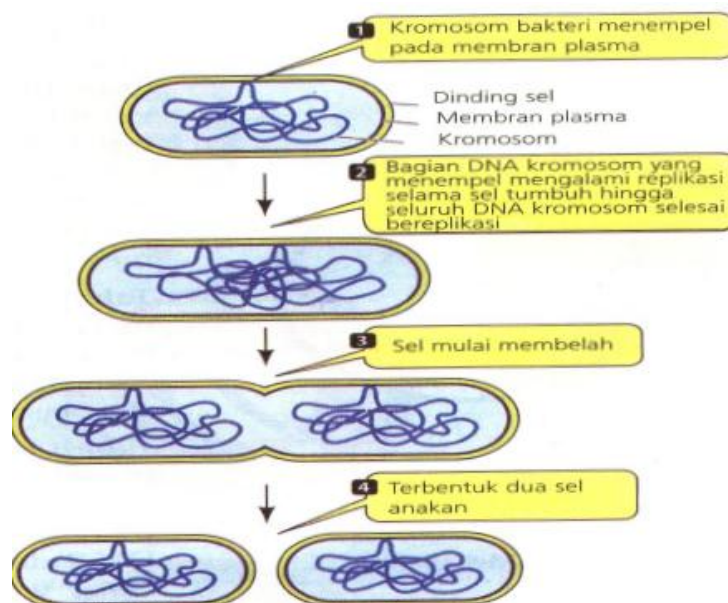 1 Kromosom bakteri menempel
pada membran plasma
Dinding sel
Membran plasma
Kromosom
2 Bagian DNA kromosom yang
menempel mengalami replikasi
selama sel tumbuh hingga
seluruh DNA kromosom selesai
bereplikasi
3 Sel mulai membelah
4 Terbentuk dua sel
anakan